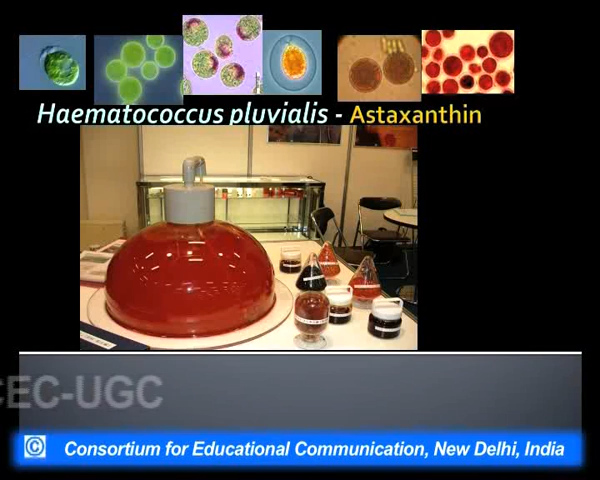 Haematococcus pluvialis - Astaxanthin
CEC-UGC
© Consortium for Educational Communication, New Delhi, India